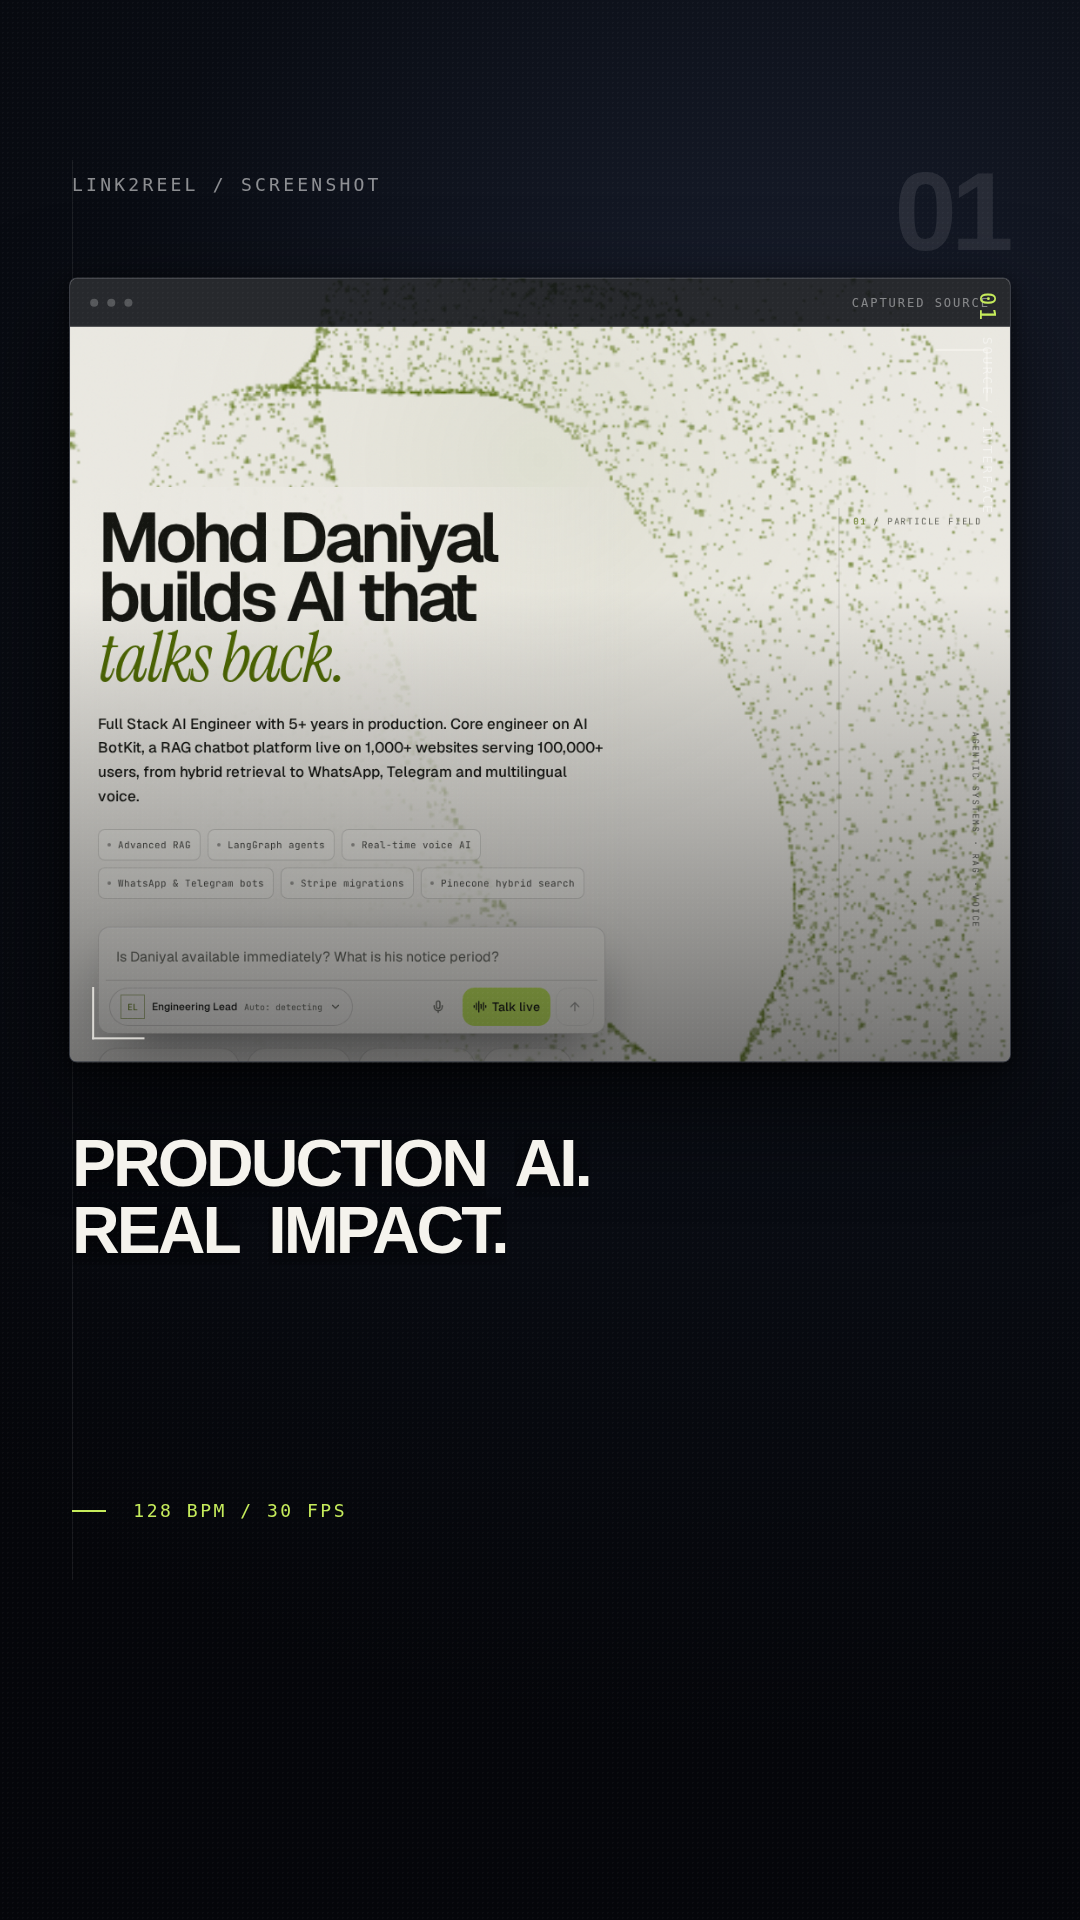 LINK2REEL / SCREENSHOT
01
CAPTURED SOURCE
01
01 / PARTICLE FIELD
Mohd Daniyal
builds AI that
talks back.
Full Stack AI Engineer with 5+ years in production. Core engineer on AI
BotKit, a RAG chatbot platform live on 1,000+ websites serving 100,000+
users, from hybrid retrieval to WhatsApp, Telegram and multilingual
voice.
Advanced RAG
LangGraph agents
Real-time voice AI
WhatsApp & Telegram bots
Stripe migrations
Pinecone hybrid search
AGENTIC SYSTEMS · RAG · VOICE
Is Daniyal available immediately? What is his notice period?
EL Engineering Lead Auto: detecting
Talk live
PRODUCTION AI.
REAL IMPACT.
128 BPM / 30 FPS